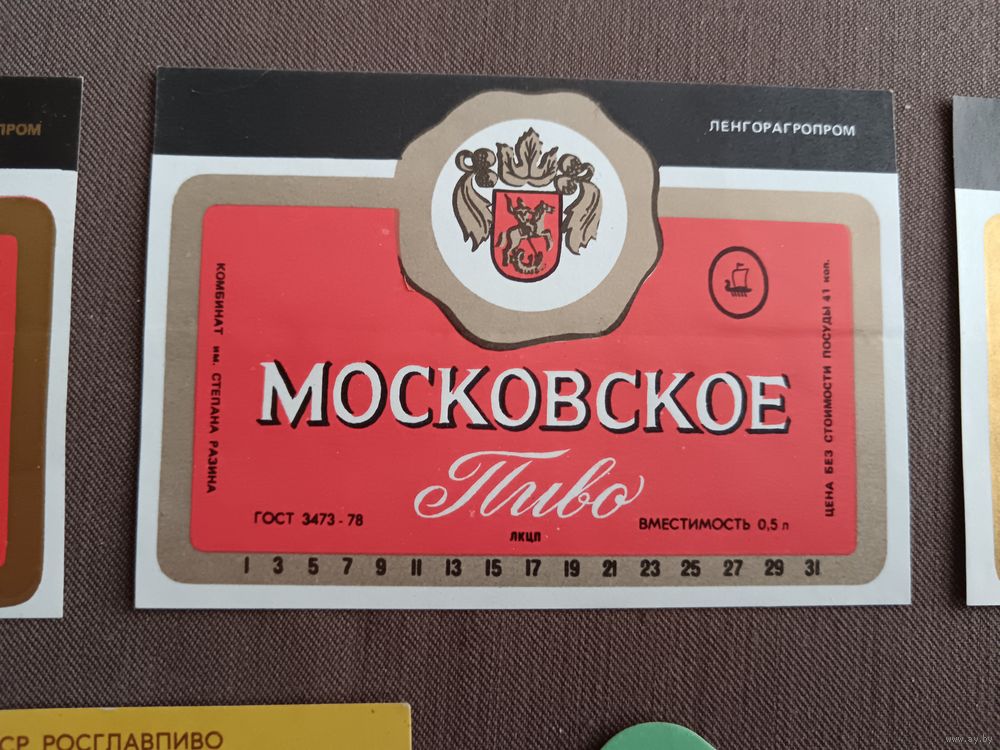 ПРОМ
ЛЕНГОРАГРОПРОМ
КОМБИНАТ им. СТЕПАНА РАЗИНА
ЦЕНА БЕЗ СТОИМОСТИ ПОСУДЫ 41 коп.
МОСКОВСКОЕ
Пиво
ГОСТ 3473-78
ВМЕСТИМОСТЬ 0,5 л
ЛКЦП
1 3 5 7 9 11 13 15 17 19 21 23 25 27 29 31
СР РОСГЛАВПИВО
www.ay.by